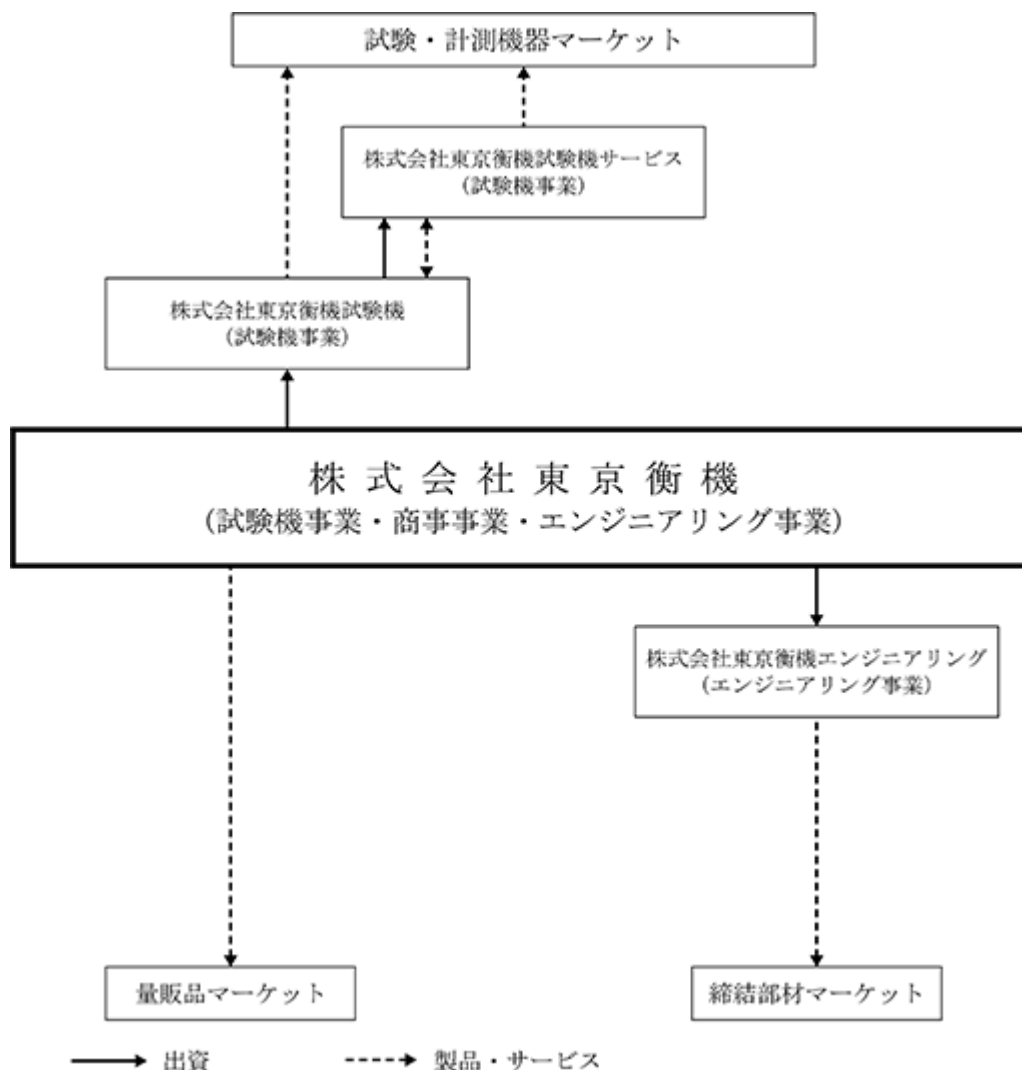 試験・計測機器マーケット
株式会社東京衡機試験機サービス
(試験機事業)
株式会社東京衡機試験機
(試験機事業)
株式会社東京衡機
(試験機事業・商事事業・エンジニアリング事業)
株式会社東京衡機エンジニアリング
(エンジニアリング事業)
量販品マーケット
締結部材マーケット
出資
製品・サービス